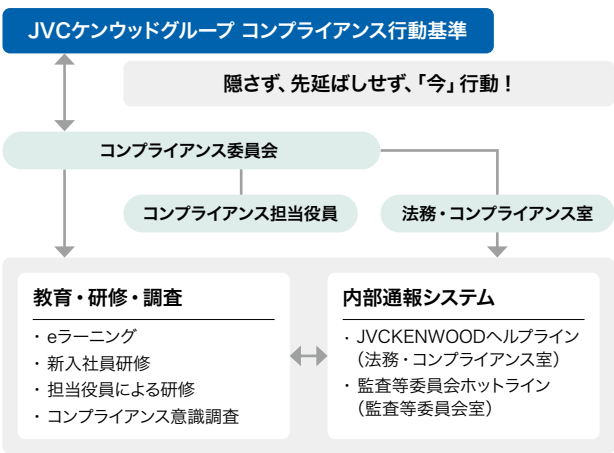 JVCケンウッドグループ コンプライアンス行動基準
隠さず、先延ばしせず、「今」行動！
コンプライアンス委員会
コンプライアンス担当役員
法務・コンプライアンス室
教育・研修・調査
・eラーニング
・新入社員研修
・担当役員による研修
・コンプライアンス意識調査
内部通報システム
・JVCKENWOODヘルプライン
（法務・コンプライアンス室）
・監査等委員会ホットライン
（監査等委員会室）